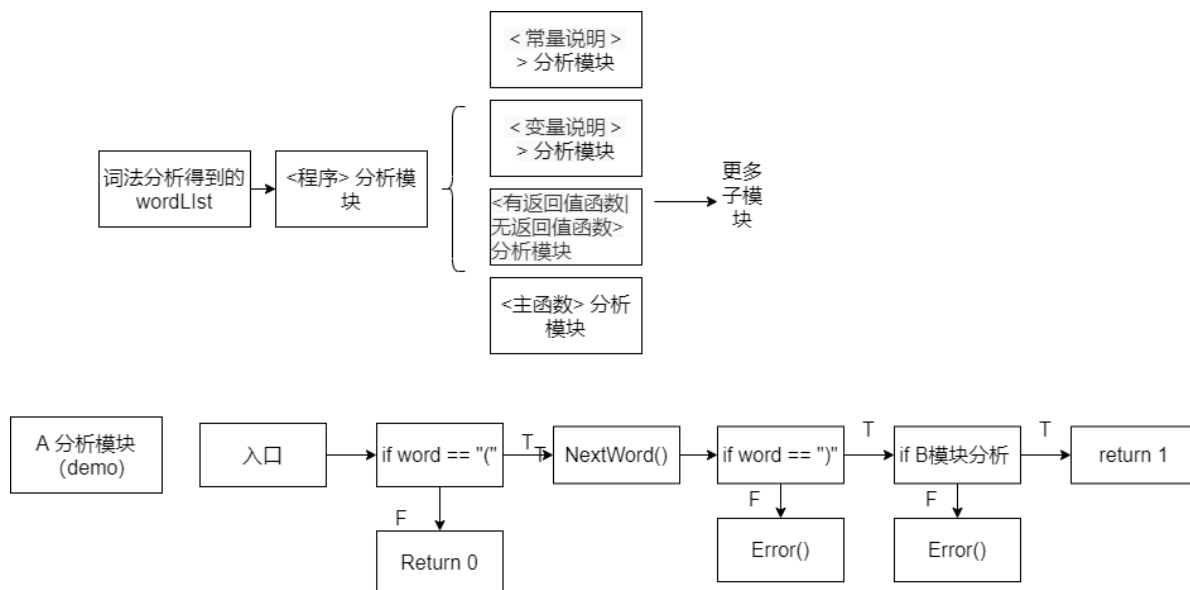 < 常量说明 >
> 分析模块
< 变量说明 >
> 分析模块
词法分析得到的
wordLIst
<程序> 分析模
块
<有返回值函数|
无返回值函数>
分析模块
更多
子模
块
<主函数> 分析
模块
A 分析模块
（demo)
入口
if word == "("
T
T
NextWord()
if word == ")"
T
if B模块分析
T
return 1
F
Return 0
F
Error()
F
Error()